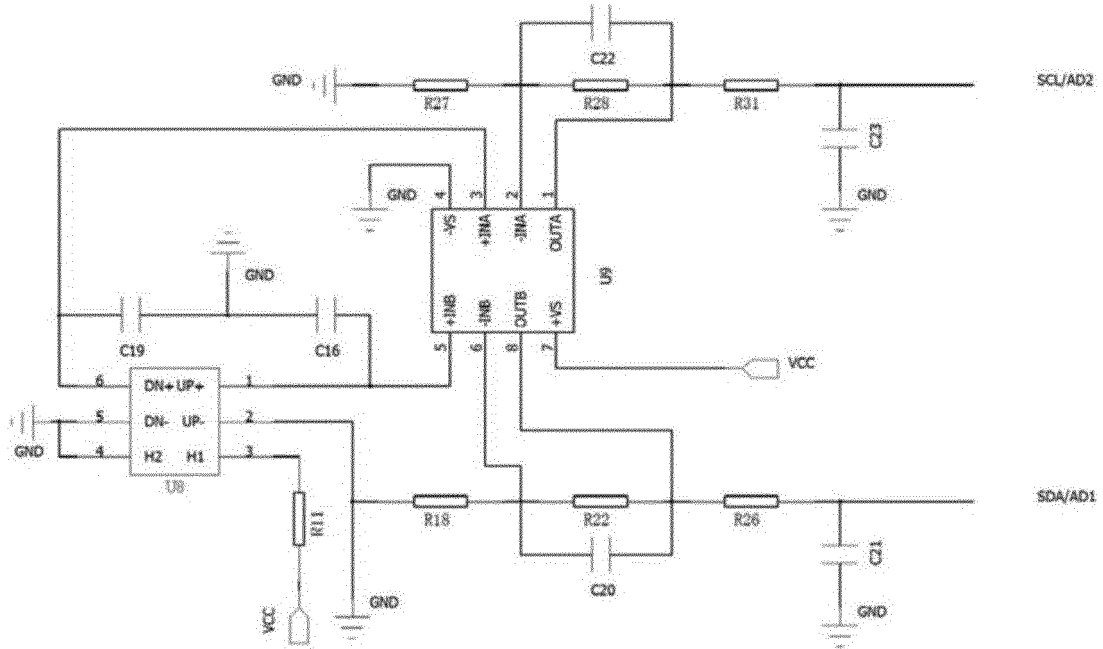 C22
GND
R27
R28
R31
SCL/AD2
C23
GND
GND
4
3
2
1
-VS
+INA
-INA
OUTA
U9
GND
+INB
-INB
OUTB
+VS
5
6
8
7
VCC
C19
C16
6
DN+
UP+
1
5
DN-
UP-
2
GND
4
H2
H1
3
U8
R11
VCC
GND
R18
R22
R26
SDA/AD1
C20
C21
GND